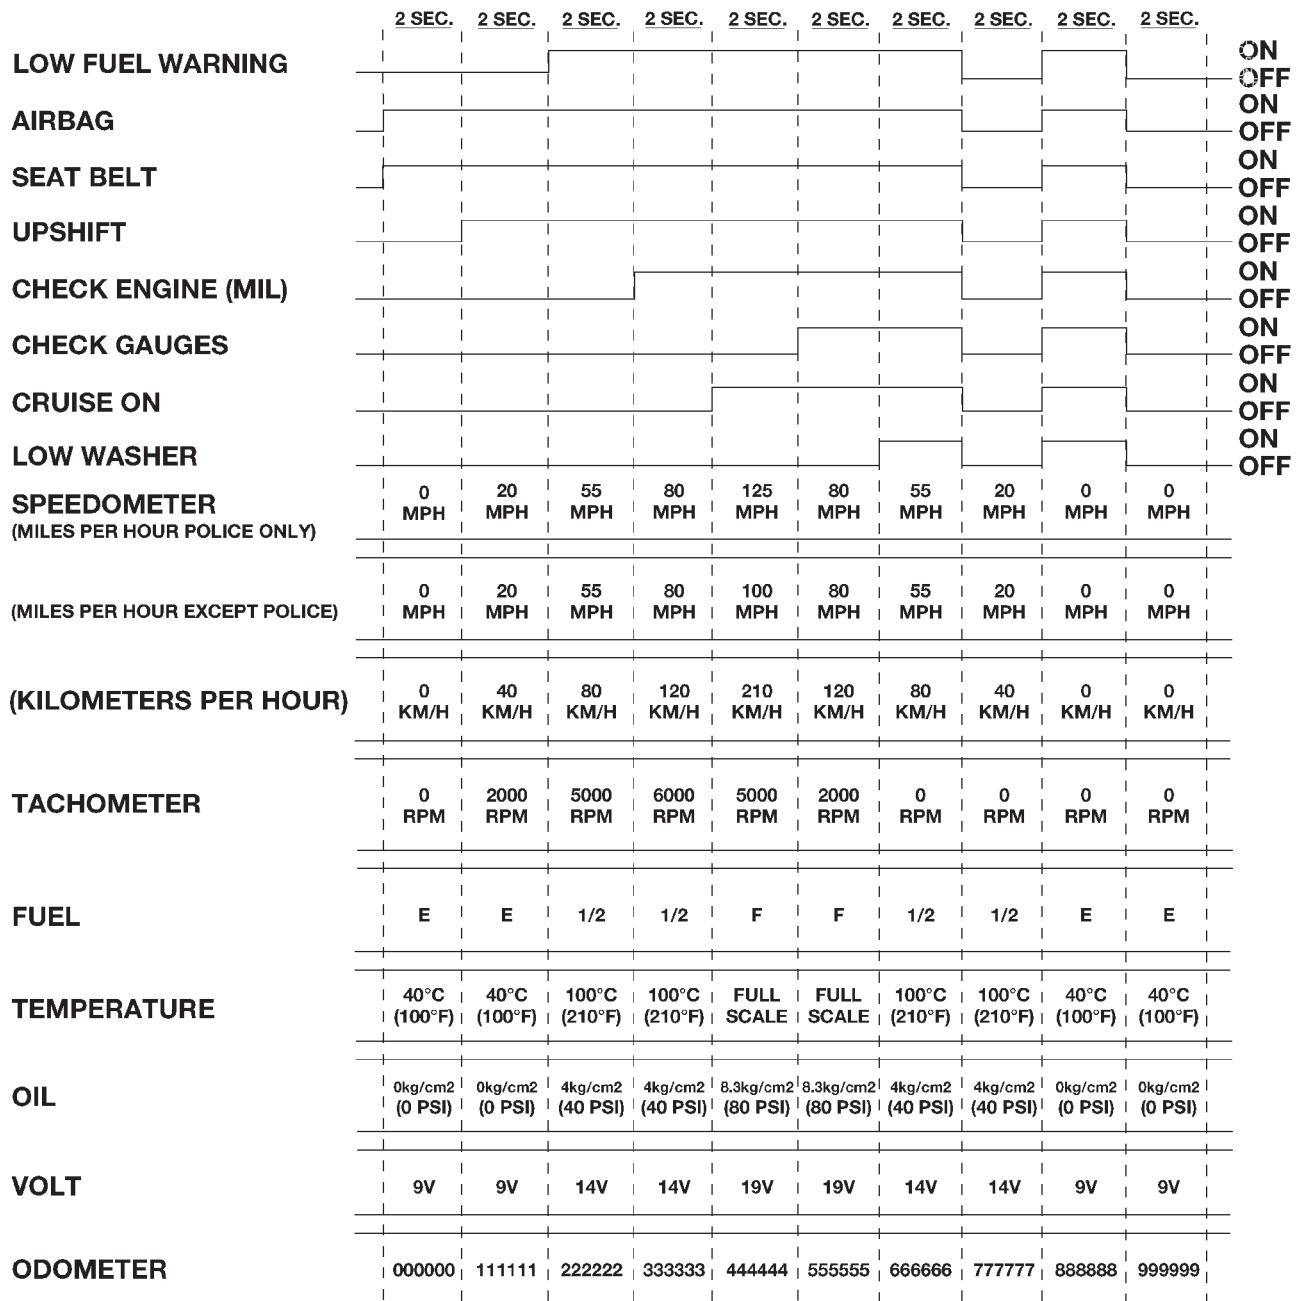 2 SEC. 2 SEC. 2 SEC. 2 SEC. 2 SEC. 2 SEC. 2 SEC. 2 SEC. 2 SEC. 2 SEC.
LOW FUEL WARNING ON
OFF
AIRBAG ON
OFF
SEAT BELT ON
OFF
UPSHIFT ON
OFF
CHECK ENGINE (MIL) ON
OFF
CHECK GAUGES ON
OFF
CRUISE ON ON
OFF
LOW WASHER ON
OFF
SPEEDOMETER 0 20 55 80 125 80 55 20 0 0
MPH MPH MPH MPH MPH MPH MPH MPH MPH MPH
(MILES PER HOUR POLICE ONLY)
0 20 55 80 100 80 55 20 0 0
(MILES PER HOUR EXCEPT POLICE) MPH MPH MPH MPH MPH MPH MPH MPH MPH MPH
(KILOMETERS PER HOUR) 0 40 80 120 210 120 80 40 0 0
KM/H KM/H KM/H KM/H KM/H KM/H KM/H KM/H KM/H KM/H
TACHOMETER 0 2000 5000 6000 5000 2000 0 0 0 0
RPM RPM RPM RPM RPM RPM RPM RPM RPM RPM
FUEL E E 1/2 1/2 F F 1/2 1/2 E E
TEMPERATURE 40°C 40°C 100°C 100°C FULL FULL 100°C 100°C 40°C 40°C
(100°F) (100°F) (210°F) (210°F) SCALE SCALE (210°F) (210°F) (100°F) (100°F)
OIL 0kg/cm2 0kg/cm2 4kg/cm2 4kg/cm2 8.3kg/cm2 8.3kg/cm2 4kg/cm2 4kg/cm2 0kg/cm2 0kg/cm2
(0 PSI) (0 PSI) (40 PSI) (40 PSI) (80 PSI) (80 PSI) (40 PSI) (40 PSI) (0 PSI) (0 PSI)
VOLT 9V 9V 14V 14V 19V 19V 14V 14V 9V 9V
ODOMETER 000000 111111 222222 333333 444444 555555 666666 777777 888888 999999